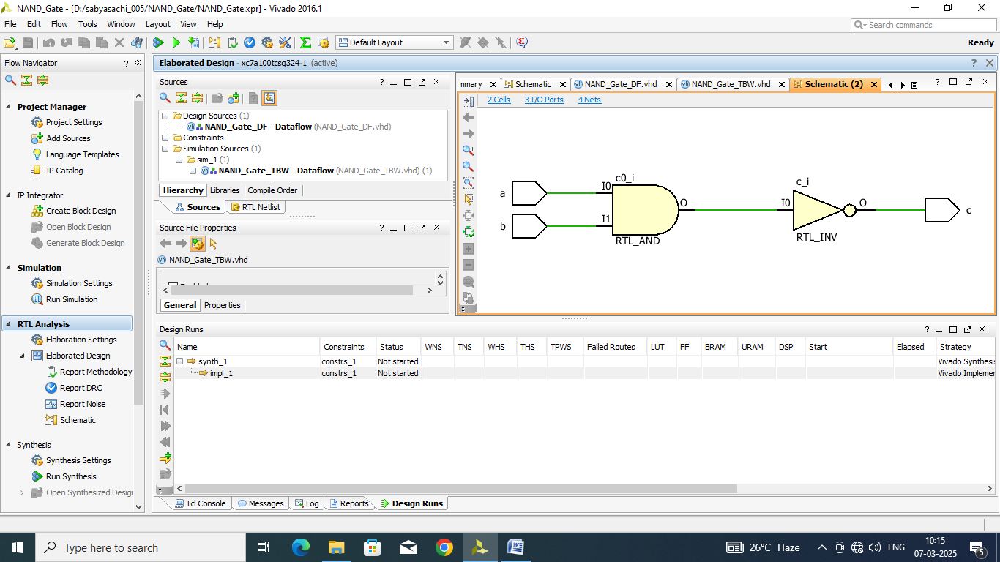 NAND_Gate - [D:/sabyasachi_005/NAND_Gate/NAND_Gate.xpr] - Vivado 2016.1
File Edit Flow Tools Window Layout View Help
Search commands
Default Layout
Ready
Flow Navigator
Project Manager
Project Settings
Add Sources
Language Templates
IP Catalog
IP Integrator
Create Block Design
Open Block Design
Generate Block Design
Simulation
Simulation Settings
Run Simulation
RTL Analysis
Elaboration Settings
Elaborated Design
Report Methodology
Report DRC
Report Noise
Schematic
Synthesis
Synthesis Settings
Run Synthesis
Open Synthesized Design
Elaborated Design - xc7a100tcsg324-1 (active)
Sources
Design Sources (1)
NAND_Gate_DF - Dataflow (NAND_Gate_DF.vhd)
Constraints
Simulation Sources (1)
sim_1 (1)
NAND_Gate_TBW - Dataflow (NAND_Gate_TBW.vhd) (1)
Hierarchy Libraries Compile Order
Sources RTL Netlist
Source File Properties
NAND_Gate_TBW.vhd
General Properties
mmary Schematic NAND_Gate_DF.vhd NAND_Gate_TBW.vhd Schematic (2)
2 Cells 3 I/O Ports 4 Nets
c0_i
c_i
a
I0
b
I1
O
RTL_AND
I0
O
RTL_INV
c
Design Runs
Name Constraints Status WNS TNS WHS THS TPWS Failed Routes LUT FF BRAM URAM DSP Start Elapsed Strategy
synth_1 constrs_1 Not started Vivado Synthesis
impl_1 constrs_1 Not started Vivado Implemen
Tcl Console Messages Log Reports Design Runs
Type here to search
26°C Haze
ENG
10:15
07-03-2025
5